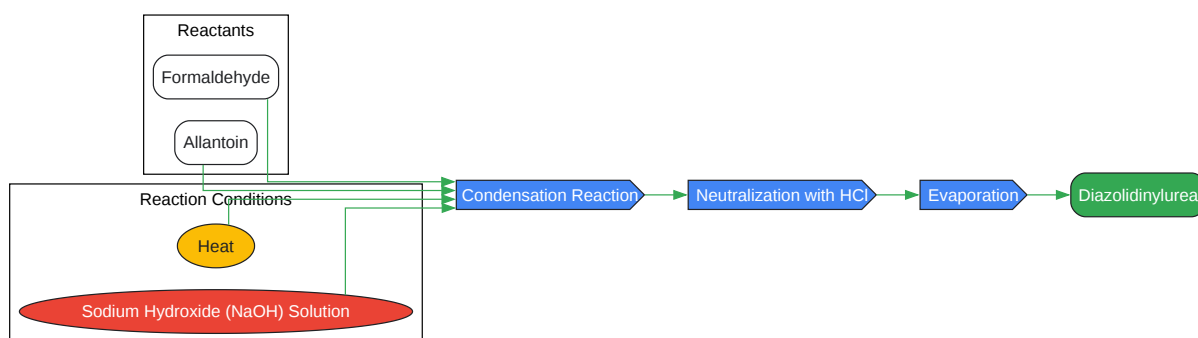 Reactants
Formaldehyde
Allantoin
Reaction Conditions
Heat
Sodium Hydroxide (NaOH) Solution
Condensation Reaction
Neutralization with HCl
Evaporation
Diazolidinylurea